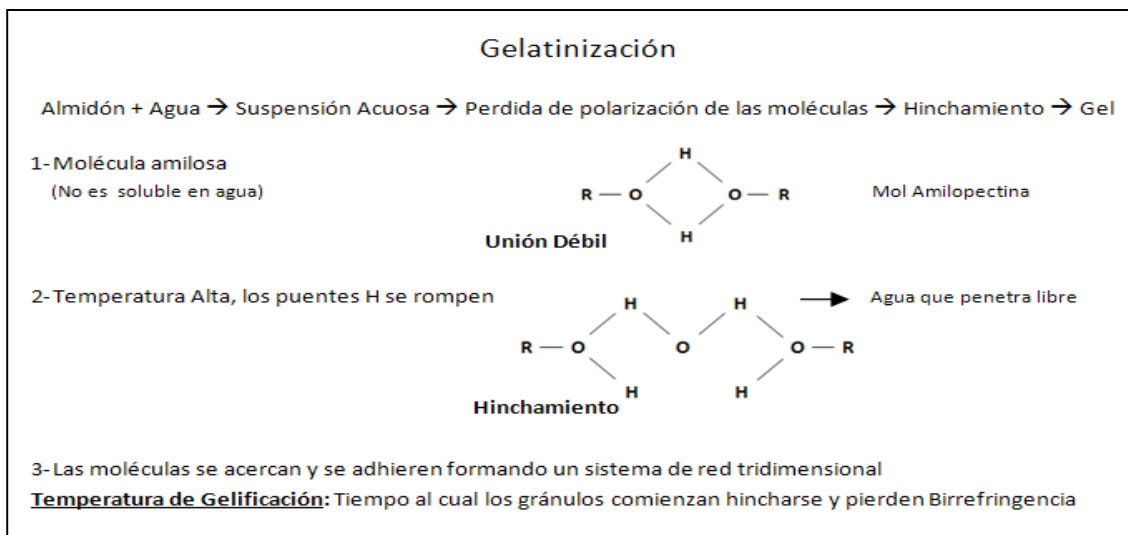 Gelatinización
Almidón + Agua → Suspensión Acuosa → Perdida de polarización de las moléculas → Hinchamiento → Gel
1- Molécula amilosa
(No es soluble en agua)
H
R — O O — R
Mol Amilopectina
H
Unión Débil
2- Temperatura Alta, los puentes H se rompen
→ Agua que penetra libre
H H
R — O O O — R
H H
Hinchamiento
3- Las moléculas se acercan y se adhieren formando un sistema de red tridimensional
Temperatura de Gelificación: Tiempo al cual los gránulos comienzan hincharse y pierden Birrefringencia